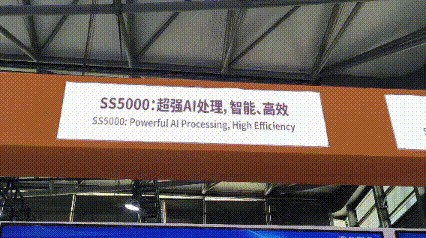 SS5000:超强AI处理,智能、高效
SS5000: Powerful AI Processing, High Efficiency